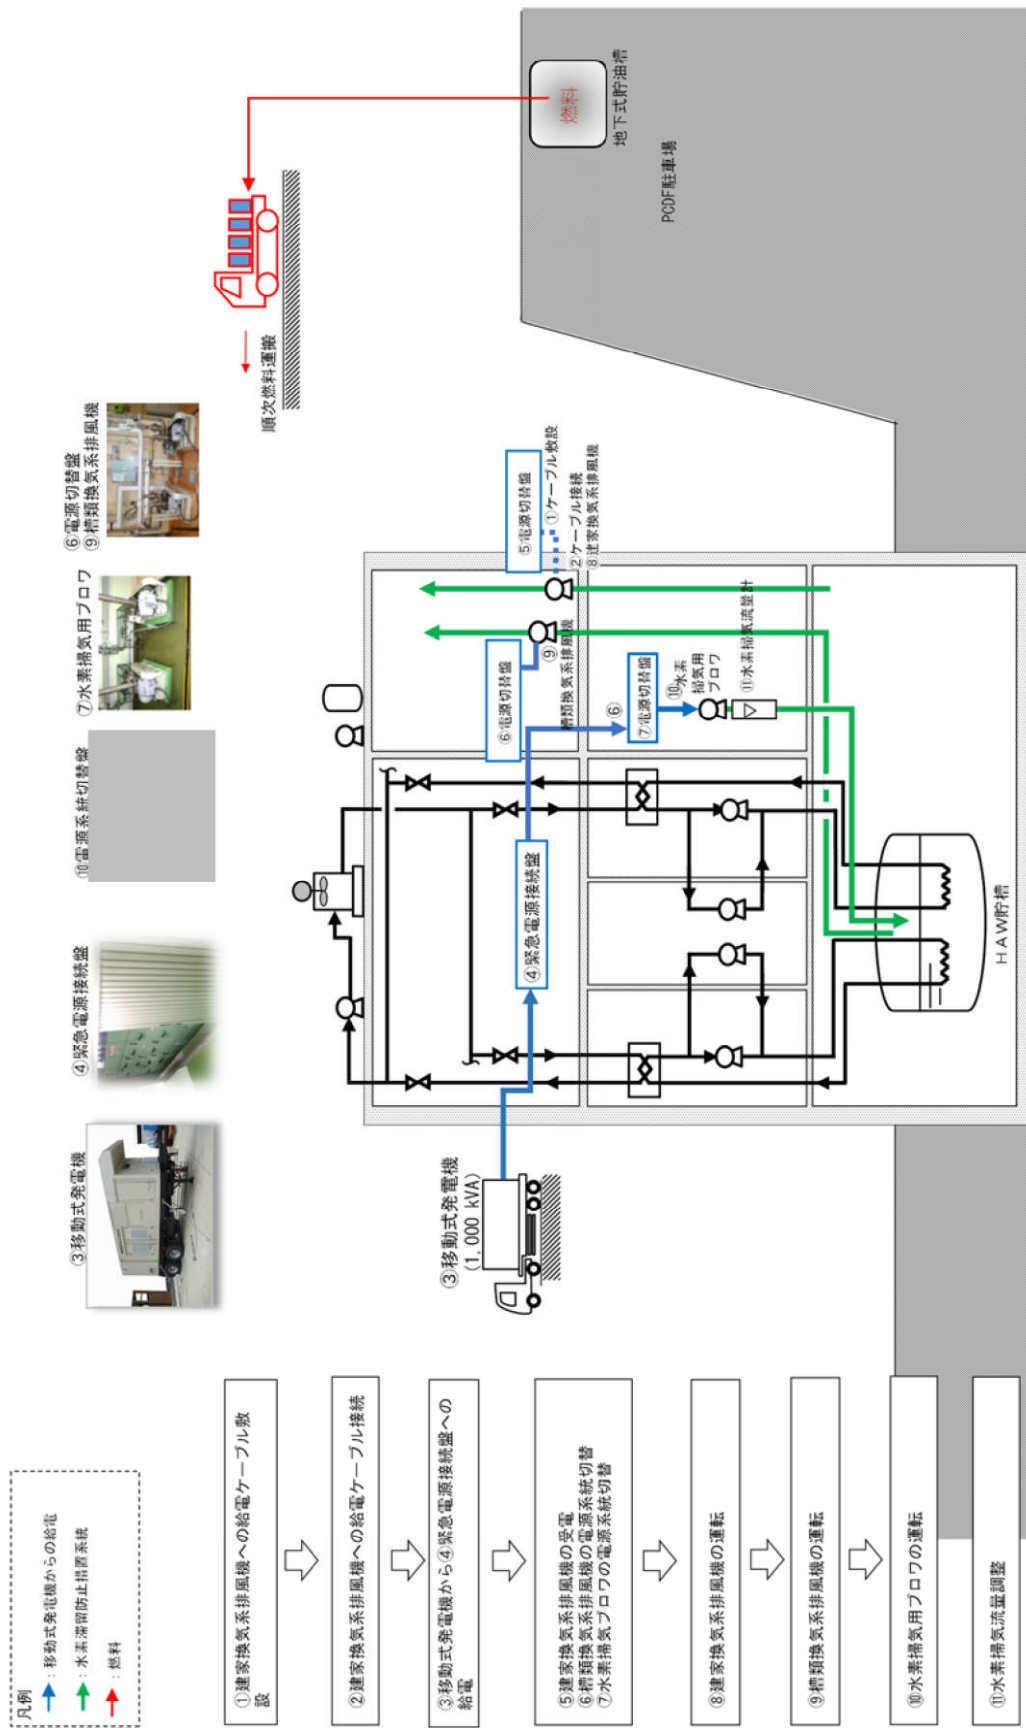 凡例
：移動式発電機からの給電
：水素滞留防止措置系統
：燃料
①建家換気系排風機への給電ケーブル敷
設
②建家換気系排風機への給電ケーブル接続
③移動式発電機から④緊急電源接続盤への
給電
⑤建家換気系排風機の受電
⑥槽類換気系排風機の電源系統切替
⑦水素掃気ブロワの電源系統切替
⑧建家換気系排風機の運転
⑨槽類換気系排風機の運転
⑩水素掃気用ブロワの運転
⑪水素掃気流量調整
③移動式発電機
④緊急電源接続盤
⑩電源系統切替盤
⑦水素掃気用ブロワ
⑥電源切替盤
⑨槽類換気系排風機
③移動式発電機
(1,000 kVA)
④緊急電源接続盤
⑥電源切替盤
⑨
槽類換気系排風機
⑤電源切替盤
①ケーブル敷設
②ケーブル接続
⑧建家換気系排風機
⑥
⑦電源切替盤
⑩水素
掃気用
ブロワ
⑪水素掃気流量計
HAW貯槽
順次燃料運搬
燃料
地下式貯油槽
PCDF駐車場